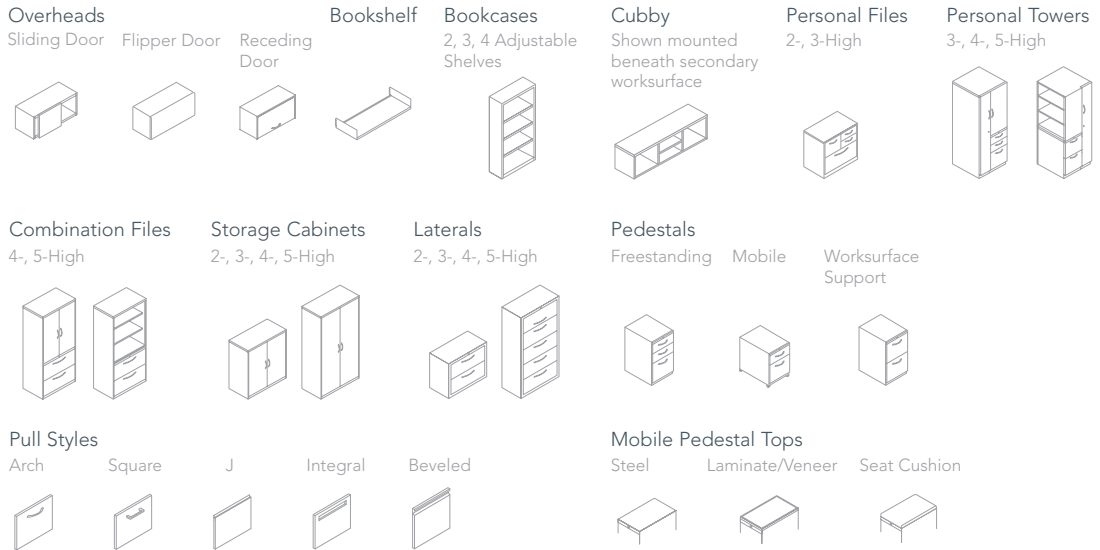 Overheads
Sliding Door
Flipper Door
Receding
Door
Bookshelf
Bookcases
2, 3, 4 Adjustable
Shelves
Cubby
Shown mounted
beneath secondary
worksurface
Personal Files
2-, 3-High
Personal Towers
3-, 4-, 5-High
Combination Files
4-, 5-High
Storage Cabinets
2-, 3-, 4-, 5-High
Laterals
2-, 3-, 4-, 5-High
Pedestals
Freestanding
Mobile
Worksurface
Support
Pull Styles
Arch
Square
J
Integral
Beveled
Mobile Pedestal Tops
Steel
Laminate/Veneer
Seat Cushion